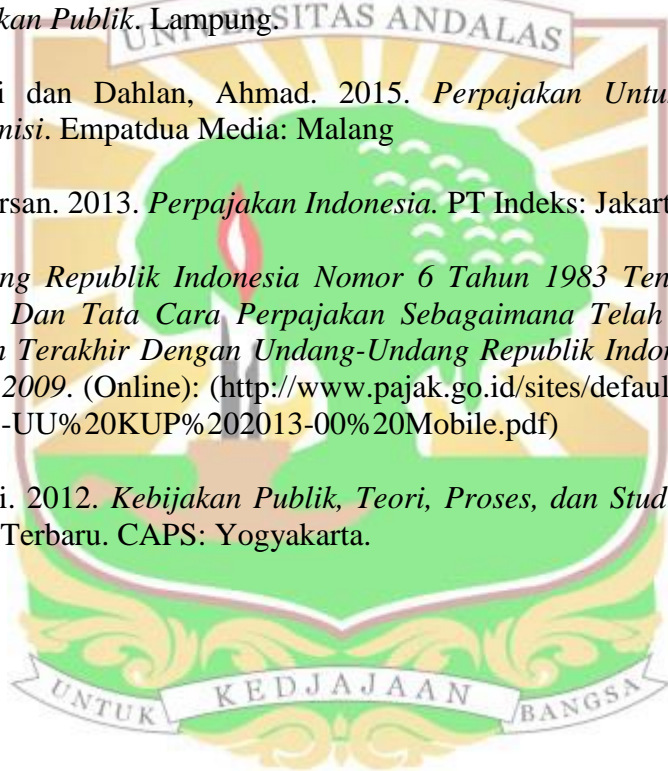 kan Publik. Lampung.
UNIVERSITAS ANDALAS
i dan Dahlan, Ahmad. 2015. Perpajakan Untu
misi. Empatdua Media: Malang
rsan. 2013. Perpajakan Indonesia. PT Indeks: Jakart
ng Republik Indonesia Nomor 6 Tahun 1983 Ten
Dan Tata Cara Perpajakan Sebagaimana Telah
n Terakhir Dengan Undang-Undang Republik Indon
2009. (Online): (http://www.pajak.go.id/sites/defaul
-UU%20KUP%202013-00%20Mobile.pdf)
i. 2012. Kebijakan Publik, Teori, Proses, dan Stud
Terbaru. CAPS: Yogyakarta.
UNTUK KEDJAJAAN BANGSA